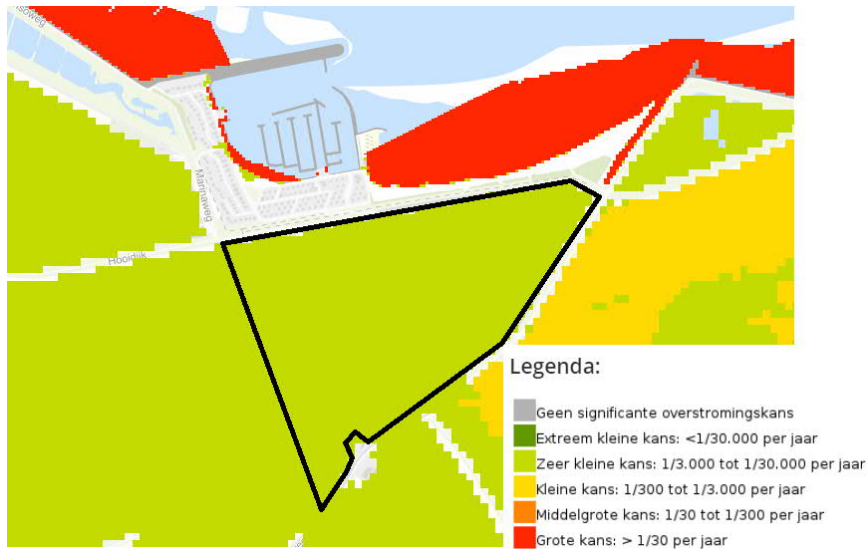 Marinaweg
Hooidijk
Legenda:
Geen significante overstromingskans
Extreem kleine kans: <1/30.000 per jaar
Zeer kleine kans: 1/3.000 tot 1/30.000 per jaar
Kleine kans: 1/300 tot 1/3.000 per jaar
Middelgrote kans: 1/30 tot 1/300 per jaar
Grote kans: > 1/30 per jaar